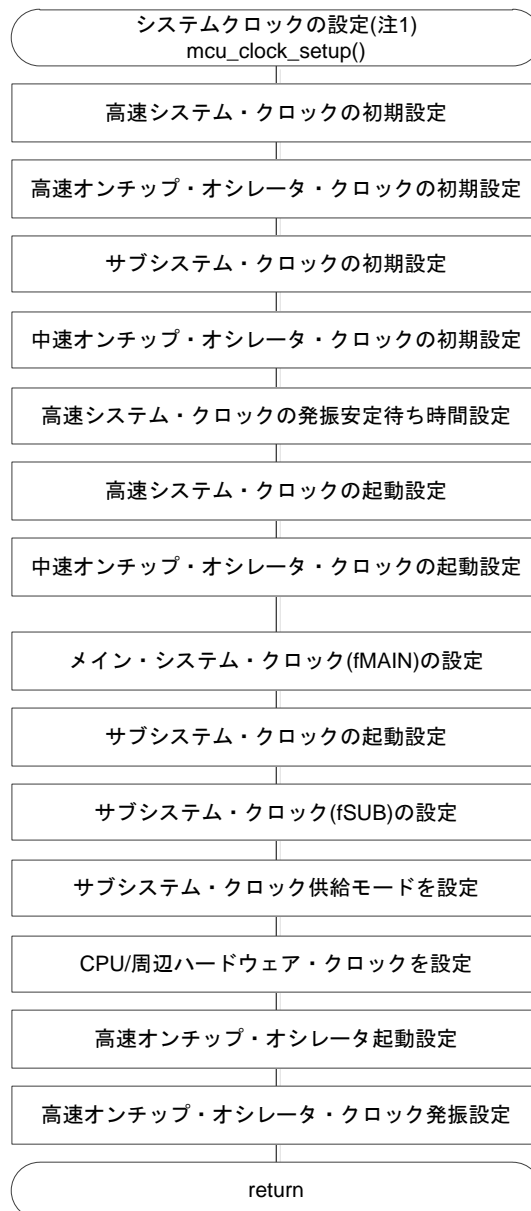 システムクロックの設定(注1)
mcu_clock_setup()
高速システム・クロックの初期設定
高速オンチップ・オシレータ・クロックの初期設定
サブシステム・クロックの初期設定
中速オンチップ・オシレータ・クロックの初期設定
高速システム・クロックの発振安定待ち時間設定
高速システム・クロックの起動設定
中速オンチップ・オシレータ・クロックの起動設定
メイン・システム・クロック(fMAIN)の設定
サブシステム・クロックの起動設定
サブシステム・クロック(fSUB)の設定
サブシステム・クロック供給モードを設定
CPU/周辺ハードウェア・クロックを設定
高速オンチップ・オシレータ起動設定
高速オンチップ・オシレータ・クロック発振設定
return